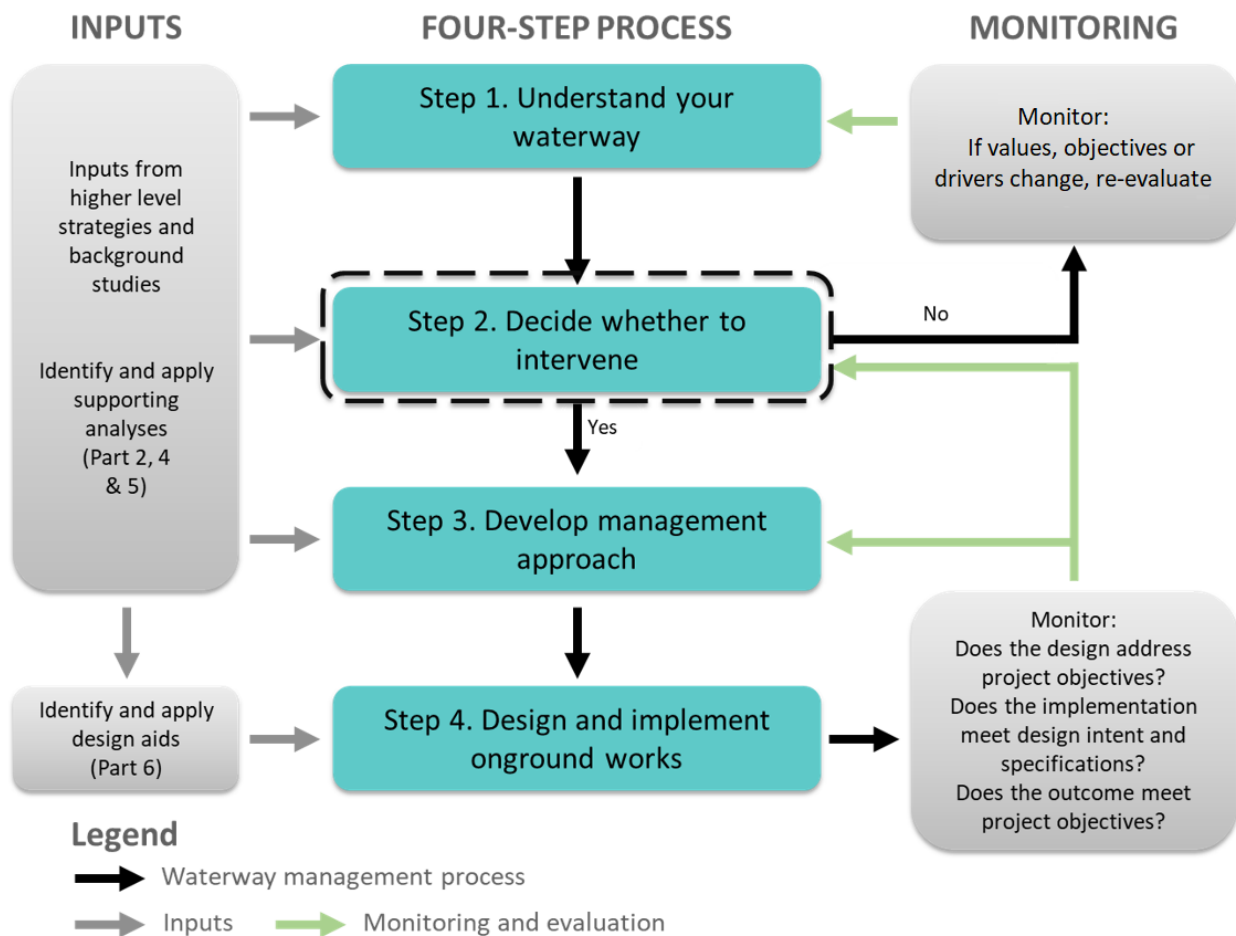 INPUTS
FOUR-STEP PROCESS
MONITORING
Inputs from
higher level
strategies and
background
studies
Identify and apply
supporting
analyses
(Part 2, 4
& 5)
Identify and apply
design aids
(Part 6)
Step 1. Understand your
waterway
Step 2. Decide whether to
intervene
No
Yes
Step 3. Develop management
approach
Step 4. Design and implement
onground works
Monitor:
If values, objectives or
drivers change, re-evaluate
Monitor:
Does the design address
project objectives?
Does the implementation
meet design intent and
specifications?
Does the outcome meet
project objectives?
Legend
Waterway management process
Inputs
Monitoring and evaluation